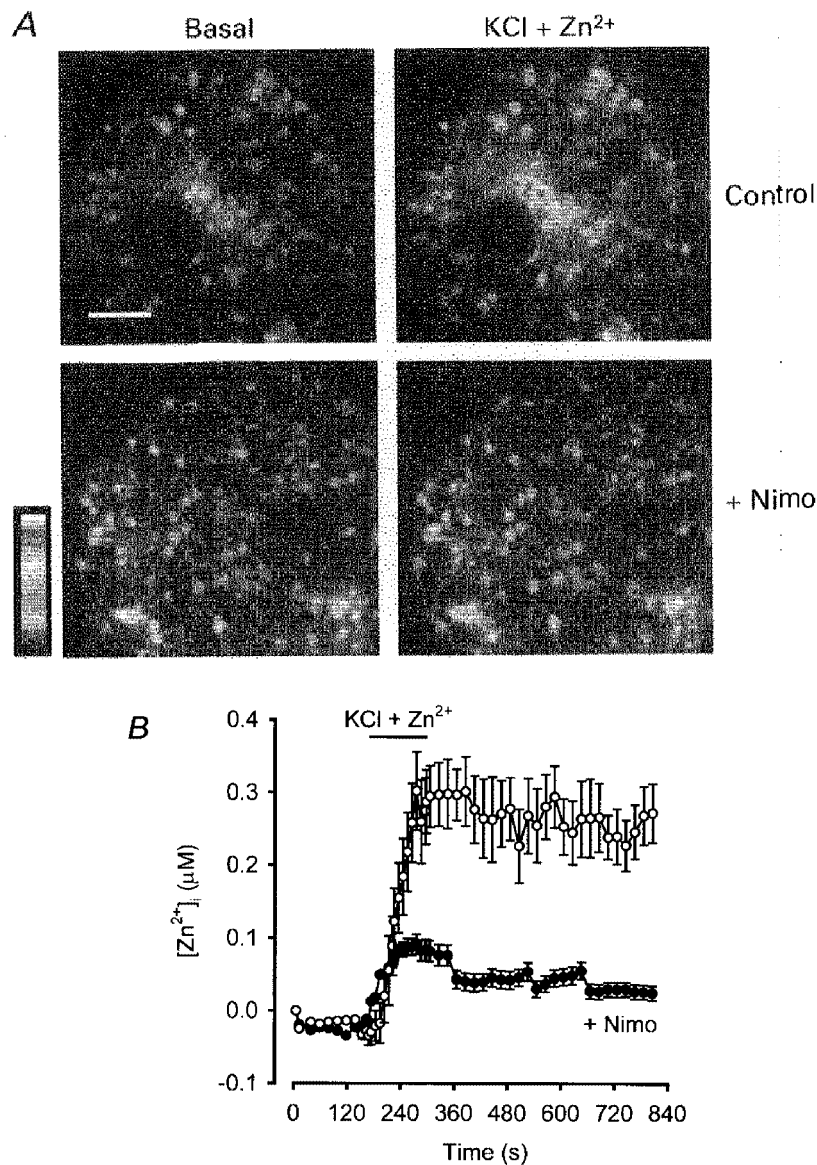 A
Basal
KCl + Zn²⁺
Control
+ Nimo
B
KCl + Zn²⁺
0.4
0.3
0.2
0.1
0.0
-0.1
[Zn²⁺]ᵢ (μM)
+ Nimo
0 120 240 360 480 600 720 840
Time (s)